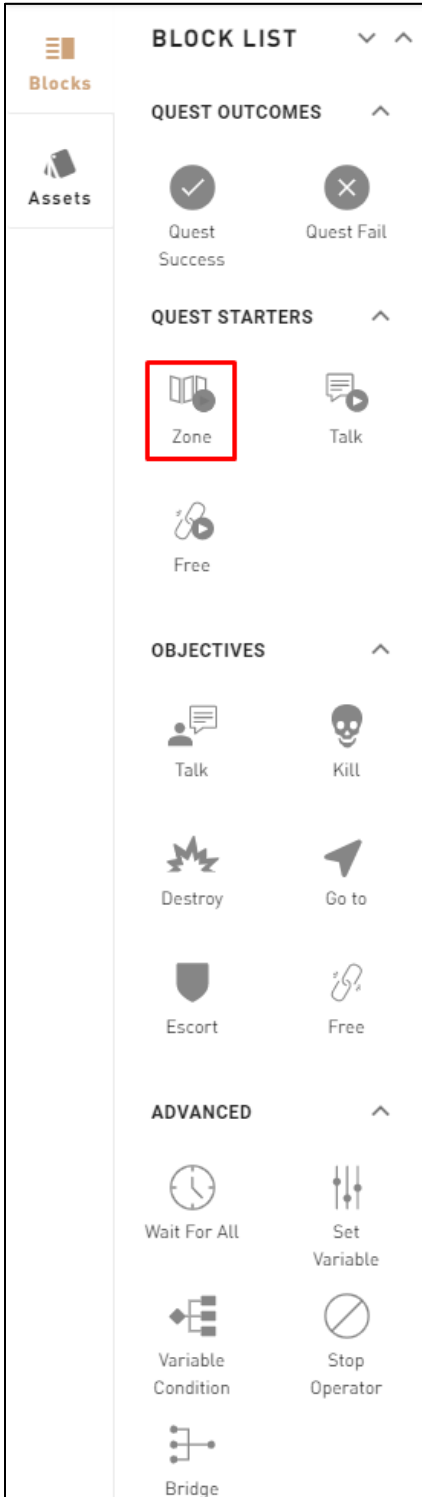 Blocks
Assets
BLOCK LIST
QUEST OUTCOMES
Quest
Success
Quest Fail
QUEST STARTERS
Zone
Talk
Free
OBJECTIVES
Talk
Kill
Destroy
Go to
Escort
Free
ADVANCED
Wait For All
Set
Variable
Variable
Condition
Stop
Operator
Bridge